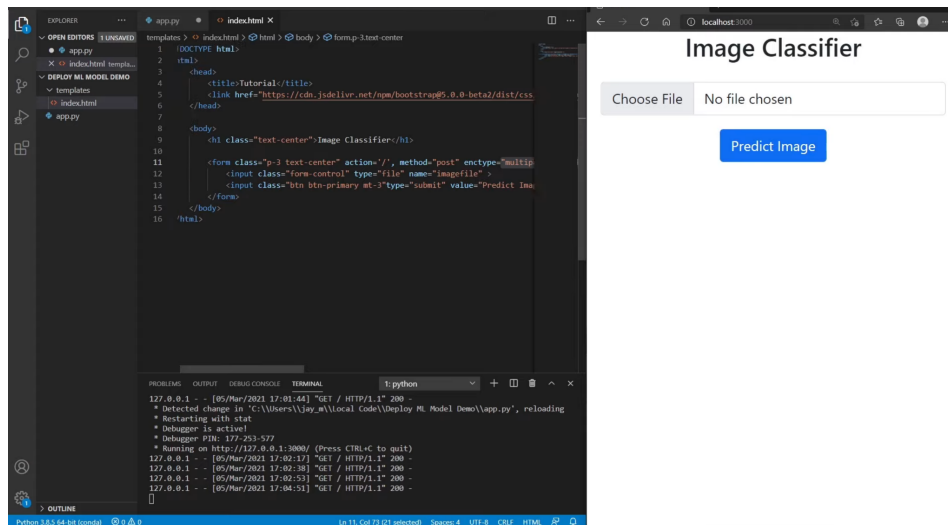 EXPLORER
OPEN EDITORS 1 UNSAVED
app.py
index.html templa...
DEPLOY ML MODEL DEMO
templates
index.html
app.py
OUTLINE
app.py
index.html
templates > index.html > html > body > form.p-3.text-center
1 !DOCTYPE html>
2 html>
3 <head>
4 <title>Tutorial</title>
5 <link href="https://cdn.jsdelivr.net/npm/bootstrap@5.0.0-beta2/dist/css
6 </head>
7
8 <body>
9 <h1 class="text-center">Image Classifier</h1>
10
11 <form class="p-3 text-center" action='/', method="post" enctype="multip
12 <input class="form-control" type="file" name="imagefile" >
13 <input class="btn btn-primary mt-3"type="submit" value="Predict Imag
14 </form>
15 </body>
16 /html>
PROBLEMS OUTPUT DEBUG CONSOLE TERMINAL 1: python
127.0.0.1 - - [05/Mar/2021 17:01:44] "GET / HTTP/1.1" 200 -
* Detected change in 'C:\\Users\\jay_m\\Local Code\\Deploy ML Model Demo\\app.py', reloading
* Restarting with stat
* Debugger is active!
* Debugger PIN: 177-253-577
* Running on http://127.0.0.1:3000/ (Press CTRL+C to quit)
127.0.0.1 - - [05/Mar/2021 17:02:17] "GET / HTTP/1.1" 200 -
127.0.0.1 - - [05/Mar/2021 17:02:38] "GET / HTTP/1.1" 200 -
127.0.0.1 - - [05/Mar/2021 17:02:53] "GET / HTTP/1.1" 200 -
127.0.0.1 - - [05/Mar/2021 17:04:51] "GET / HTTP/1.1" 200 -
Python 3.8.5 64-bit (conda) 0 0 Ln 11, Col 73 (21 selected) Spaces: 4 UTF-8 CRLF HTML
localhost:3000
Image Classifier
Choose File No file chosen
Predict Image